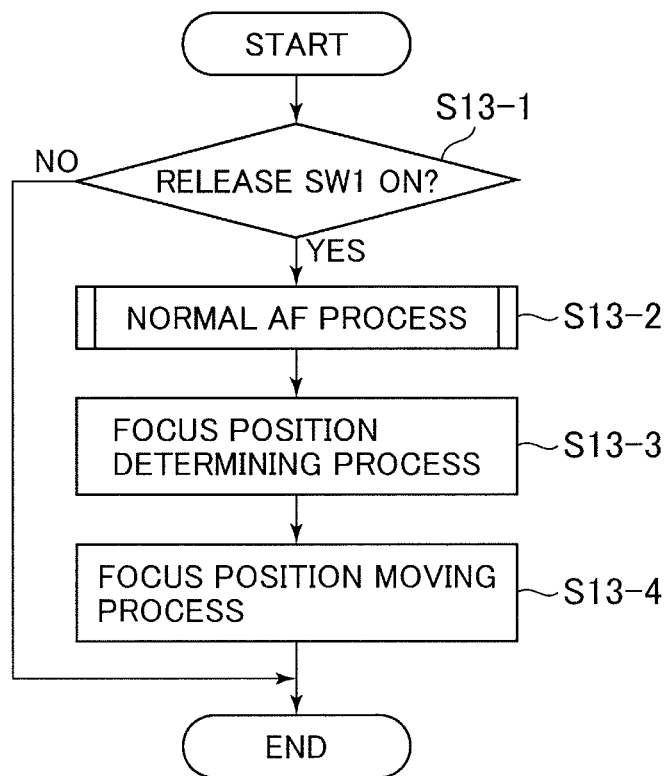 START
S13-1
NO
RELEASE SW1 ON?
YES
NORMAL AF PROCESS
S13-2
FOCUS POSITION
DETERMINING PROCESS
S13-3
FOCUS POSITION MOVING
PROCESS
S13-4
END